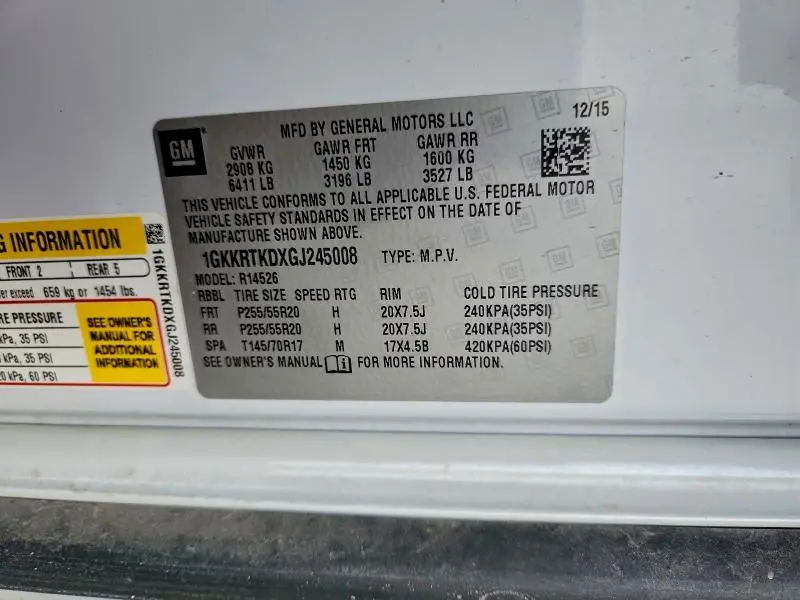 GM
MFD BY GENERAL MOTORS LLC
12/15
GVWR GAWR FRT GAWR RR
2908 KG 1450 KG 1600 KG
6411 LB 3196 LB 3527 LB
THIS VEHICLE CONFORMS TO ALL APPLICABLE U.S. FEDERAL MOTOR
VEHICLE SAFETY STANDARDS IN EFFECT ON THE DATE OF
MANUFACTURE SHOWN ABOVE.
1GKKRTKDXGJ245008 TYPE: M.P.V.
MODEL: R14526
RBBL TIRE SIZE SPEED RTG RIM COLD TIRE PRESSURE
FRT P255/55R20 H 20X7.5J 240KPA(35PSI)
RR P255/55R20 H 20X7.5J 240KPA(35PSI)
SPA T145/70R17 M 17X4.5B 420KPA(60PSI)
SEE OWNER'S MANUAL i FOR MORE INFORMATION.
INFORMATION
FRONT 2 REAR 5
exceed 659 kg or 1454 lbs.
PRESSURE
kPa, 35 PSI
kPa, 35 PSI
kPa, 60 PSI
SEE OWNER'S
MANUAL FOR
ADDITIONAL
INFORMATION
1GKKRTKDXGJ245008